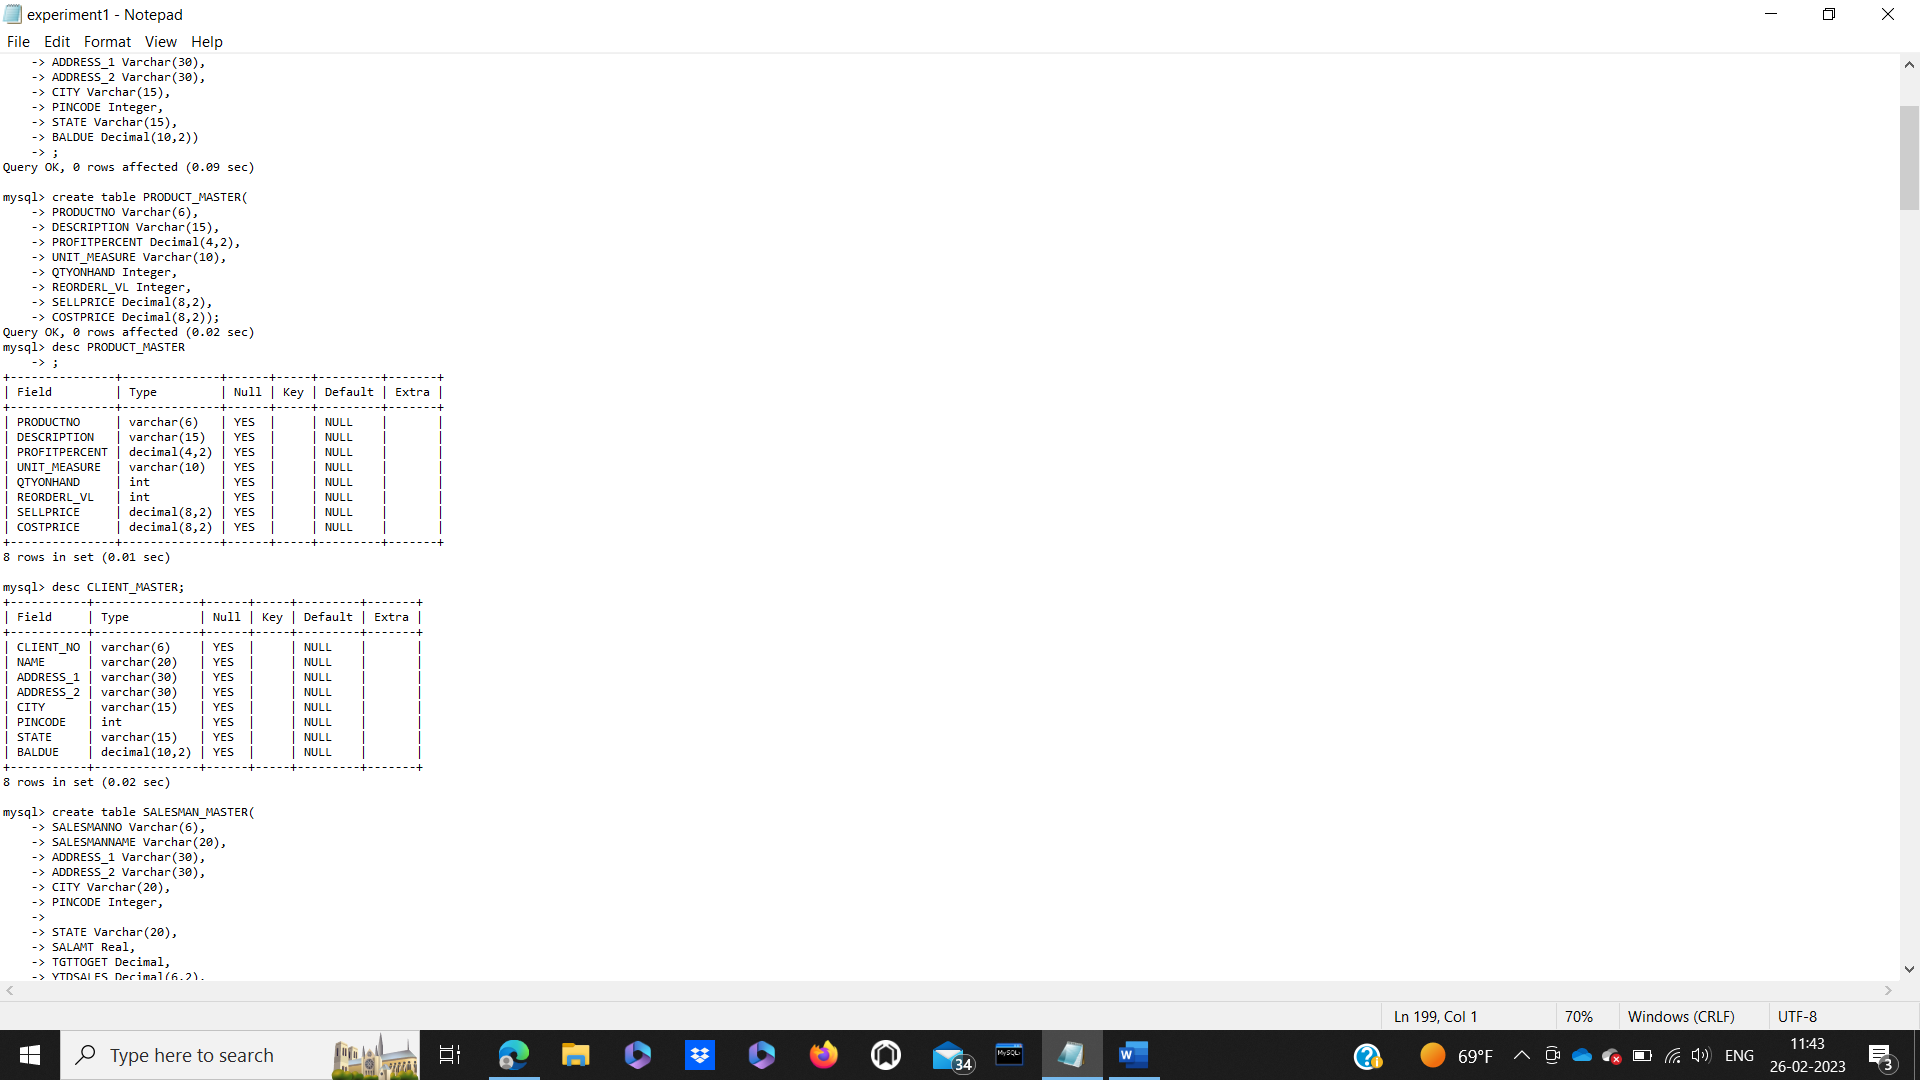 experiment1 - Notepad
File Edit Format View Help
    -> ADDRESS_1 Varchar(30),
    -> ADDRESS_2 Varchar(30),
    -> CITY Varchar(15),
    -> PINCODE Integer,
    -> STATE Varchar(15),
    -> BALDUE Decimal(10,2))
    -> ;
Query OK, 0 rows affected (0.09 sec)

mysql> create table PRODUCT_MASTER(
    -> PRODUCTNO Varchar(6),
    -> DESCRIPTION Varchar(15),
    -> PROFITPERCENT Decimal(4,2),
    -> UNIT_MEASURE Varchar(10),
    -> QTYONHAND Integer,
    -> REORDERL_VL Integer,
    -> SELLPRICE Decimal(8,2),
    -> COSTPRICE Decimal(8,2));
Query OK, 0 rows affected (0.02 sec)
mysql> desc PRODUCT_MASTER
    -> ;
+---------------+--------------+------+-----+---------+-------+
| Field         | Type         | Null | Key | Default | Extra |
+---------------+--------------+------+-----+---------+-------+
| PRODUCTNO     | varchar(6)   | YES  |     | NULL    |       |
| DESCRIPTION   | varchar(15)  | YES  |     | NULL    |       |
| PROFITPERCENT | decimal(4,2) | YES  |     | NULL    |       |
| UNIT_MEASURE  | varchar(10)  | YES  |     | NULL    |       |
| QTYONHAND     | int          | YES  |     | NULL    |       |
| REORDERL_VL   | int          | YES  |     | NULL    |       |
| SELLPRICE     | decimal(8,2) | YES  |     | NULL    |       |
| COSTPRICE     | decimal(8,2) | YES  |     | NULL    |       |
+---------------+--------------+------+-----+---------+-------+
8 rows in set (0.01 sec)

mysql> desc CLIENT_MASTER;
+-----------+---------------+------+-----+---------+-------+
| Field     | Type          | Null | Key | Default | Extra |
+-----------+---------------+------+-----+---------+-------+
| CLIENT_NO | varchar(6)    | YES  |     | NULL    |       |
| NAME      | varchar(20)   | YES  |     | NULL    |       |
| ADDRESS_1 | varchar(30)   | YES  |     | NULL    |       |
| ADDRESS_2 | varchar(30)   | YES  |     | NULL    |       |
| CITY      | varchar(15)   | YES  |     | NULL    |       |
| PINCODE   | int           | YES  |     | NULL    |       |
| STATE     | varchar(15)   | YES  |     | NULL    |       |
| BALDUE    | decimal(10,2) | YES  |     | NULL    |       |
+-----------+---------------+------+-----+---------+-------+
8 rows in set (0.02 sec)

mysql> create table SALESMAN_MASTER(
    -> SALESMANNO Varchar(6),
    -> SALESMANNAME Varchar(20),
    -> ADDRESS_1 Varchar(30),
    -> ADDRESS_2 Varchar(30),
    -> CITY Varchar(20),
    -> PINCODE Integer,
    ->
    -> STATE Varchar(20),
    -> SALAMT Real,
    -> TGTTOGET Decimal,
    -> YTDSALES Decimal(6,2),
Ln 199, Col 1 70% Windows (CRLF) UTF-8
Type here to search 34 MySQL 69°F ENG 11:43
26-02-2023 3